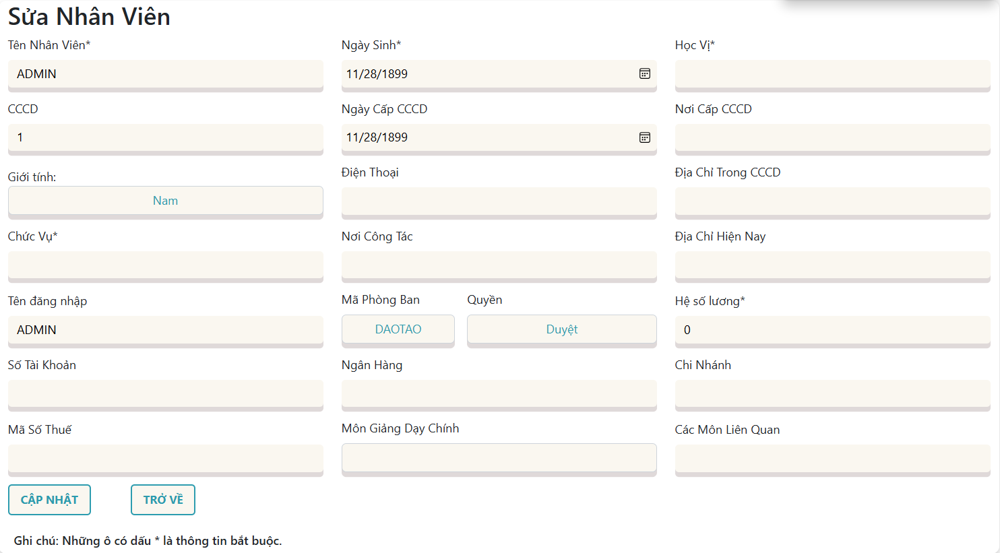 Sửa Nhân Viên
Tên Nhân Viên*
Ngày Sinh*
Học Vị*
ADMIN
11/28/1899
CCCD
Ngày Cấp CCCD
Nơi Cấp CCCD
1
11/28/1899
Giới tính:
Điện Thoại
Địa Chỉ Trong CCCD
Nam
Chức Vụ*
Nơi Công Tác
Địa Chỉ Hiện Nay
Tên đăng nhập
Mã Phòng Ban
Quyền
Hệ số lương*
ADMIN
DAOTAO
Duyệt
0
Số Tài Khoản
Ngân Hàng
Chi Nhánh
Mã Số Thuế
Môn Giảng Dạy Chính
Các Môn Liên Quan
CẬP NHẬT
TRỞ VỀ
Ghi chú: Những ô có dấu * là thông tin bắt buộc.